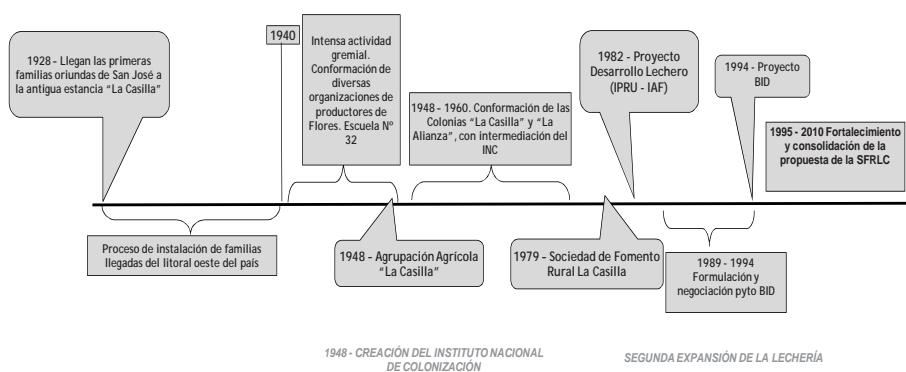 1928 - Llegan las primeras
familias oriundas de San José a
la antigua estancia "La Casilla"
1940
Intensa actividad
gremial.
Conformación de
diversas
organizaciones de
productores de
Flores. Escuela Nº
32
1948 - 1960. Conformación de las
Colonias "La Casilla" y "La
Alianza", con intermediación del
INC
1982 - Proyecto
Desarrollo Lechero
(IPRU - IAF)
1994 - Proyecto
BID
1995 - 2010 Fortalecimiento
y consolidación de la
propuesta de la SFRLC
Proceso de instalación de familias
llegadas del litoral oeste del país
1948 - Agrupación Agrícola
"La Casilla"
1979 - Sociedad de Fomento
Rural La Casilla
1989 - 1994
Formulación y
negociación pyto BID
1948 - CREACIÓN DEL INSTITUTO NACIONAL
DE COLONIZACIÓN
SEGUNDA EXPANSIÓN DE LA LECHERÍA